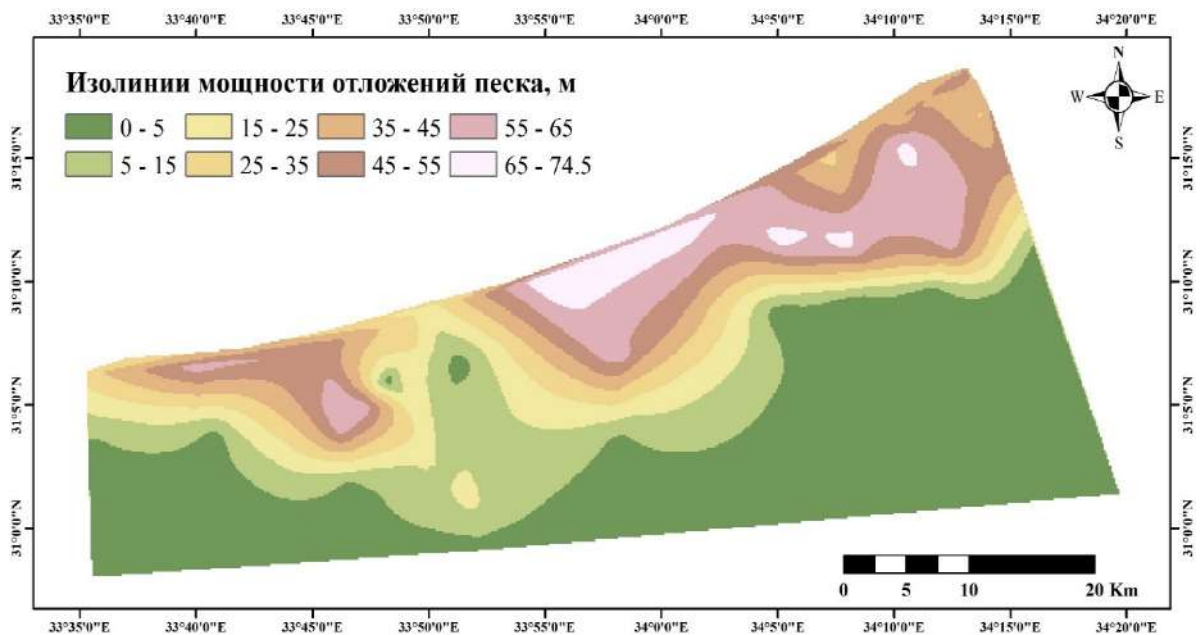 33°35'0"E 33°40'0"E 33°45'0"E 33°50'0"E 33°55'0"E 34°0'0"E 34°5'0"E 34°10'0"E 34°15'0"E 34°20'0"E
Изолинии мощности отложений песка, м
0 - 5 15 - 25 35 - 45 55 - 65
5 - 15 25 - 35 45 - 55 65 - 74.5
N
W E
S
31°15'0"N 31°15'0"N
31°10'0"N 31°10'0"N
31°5'0"N 31°5'0"N
31°0'0"N 31°0'0"N
0 5 10 20 Km
33°35'0"E 33°40'0"E 33°45'0"E 33°50'0"E 33°55'0"E 34°0'0"E 34°5'0"E 34°10'0"E 34°15'0"E 34°20'0"E